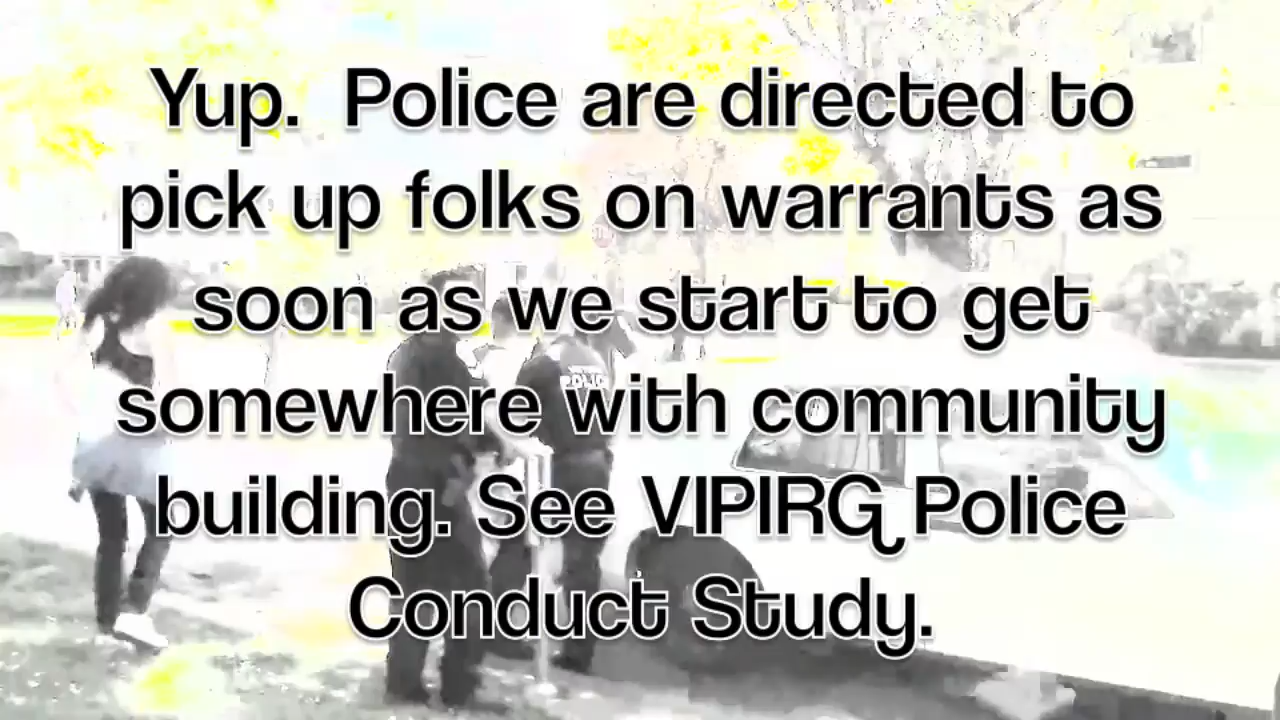 Yup.  Police are directed to
pick up folks on warrants as
soon as we start to get
somewhere with community
building. See VIPIRG Police
Conduct Study.
POLICE